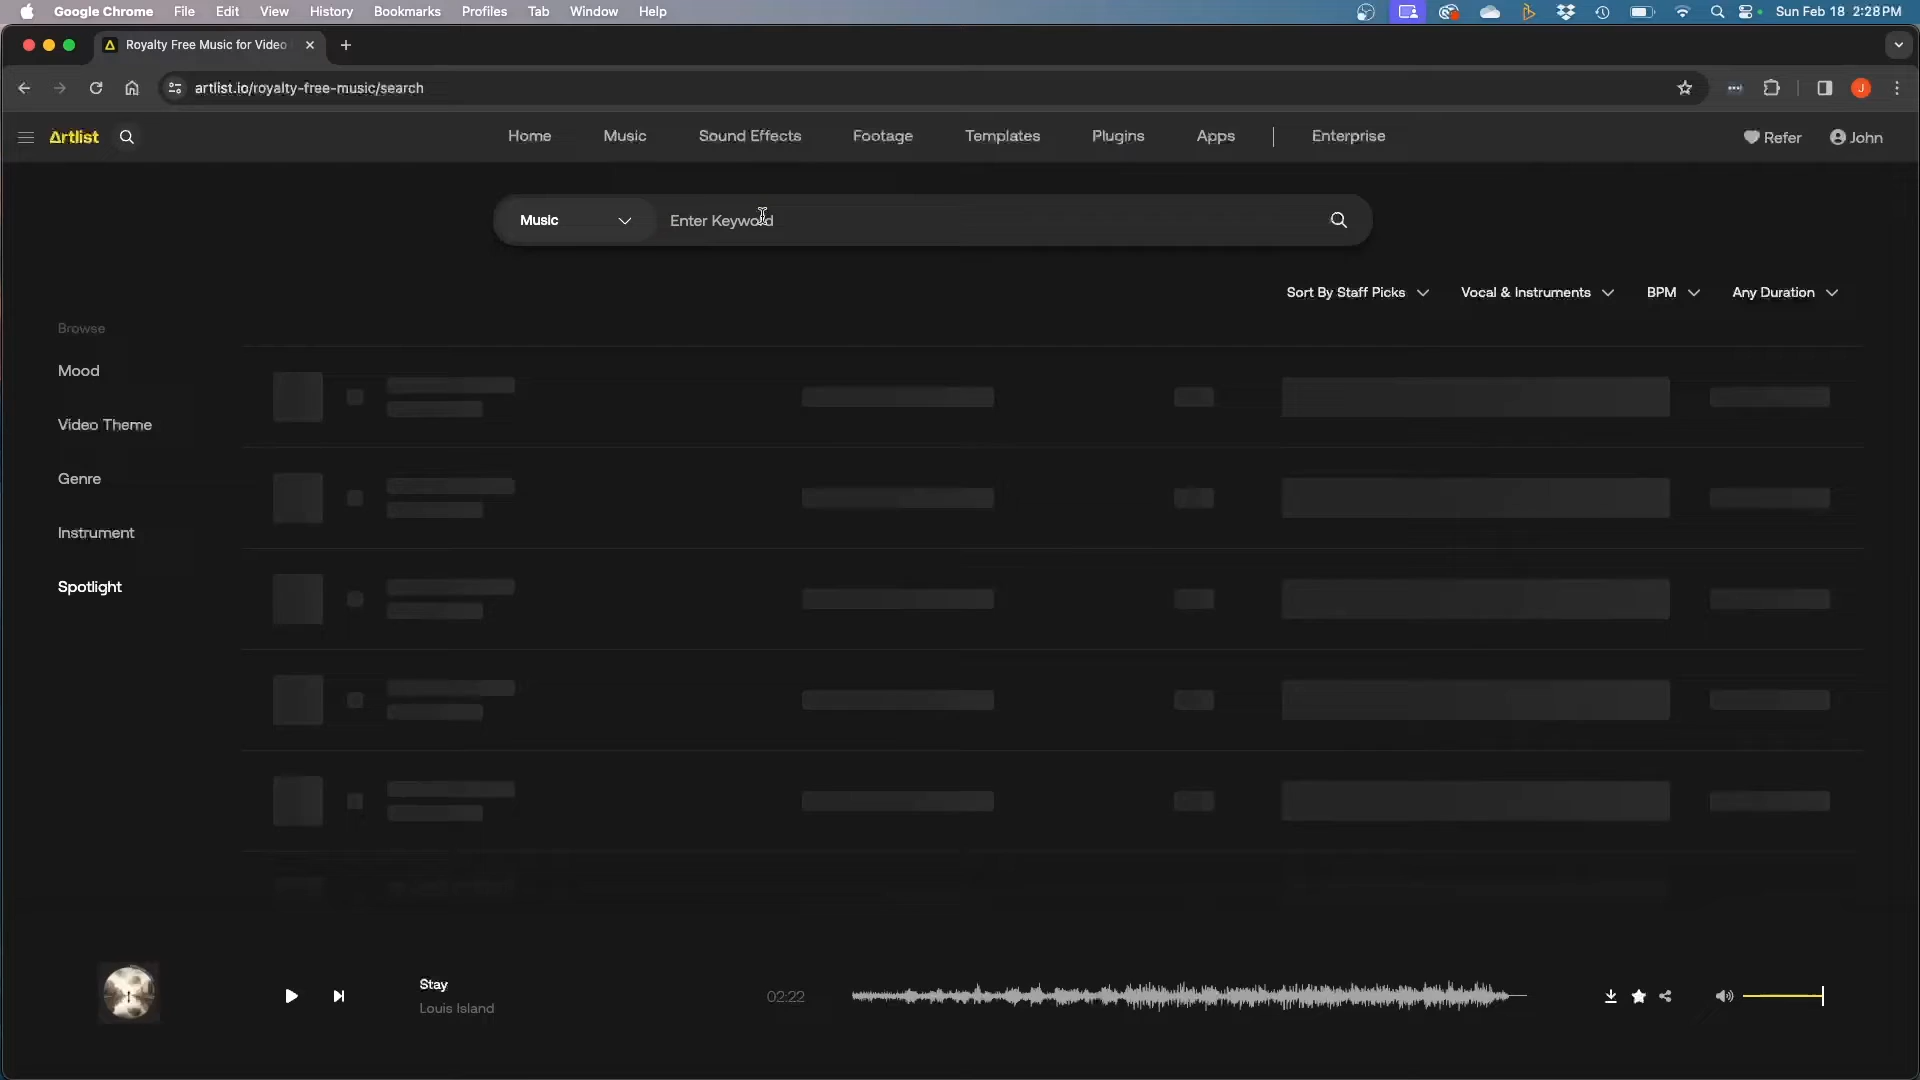 Google Chrome File Edit View History Bookmarks Profiles Tab Window Help Sun Feb 18 2:28 PM
Royalty Free Music for Video
artlist.io/royalty-free-music/search J
Artlist Home Music Sound Effects Footage Templates Plugins Apps Enterprise Refer John
Music Enter Keyword
Sort By Staff Picks Vocal & Instruments BPM Any Duration
Browse
Mood
Video Theme
Genre
Instrument
Spotlight
Stay
02:22
Louis Island